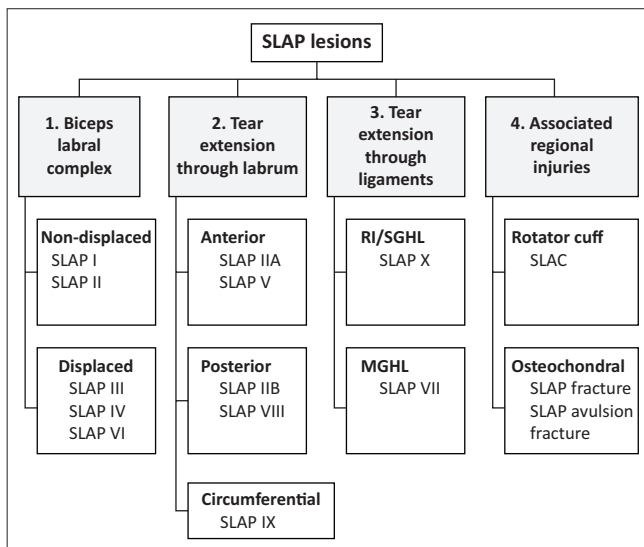 SLAP lesions
1. Biceps
labral
complex
Non-displaced
SLAP I
SLAP II
Displaced
SLAP III
SLAP IV
SLAP VI
2. Tear
extension
through labrum
Anterior
SLAP IIA
SLAP V
Posterior
SLAP IIB
SLAP VIII
Circumferential
SLAP IX
3. Tear
extension
through
ligaments
RI/SGHL
SLAP X
MGHL
SLAP VII
4. Associated
regional
injuries
Rotator cuff
SLAC
Osteochondral
SLAP fracture
SLAP avulsion
fracture